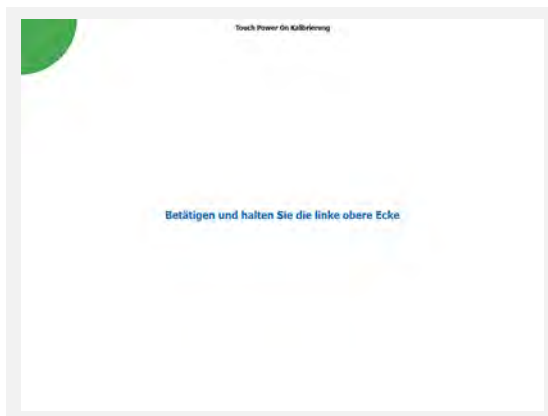 Touch Power On Kalibrierung
Betätigen und halten Sie die linke obere Ecke